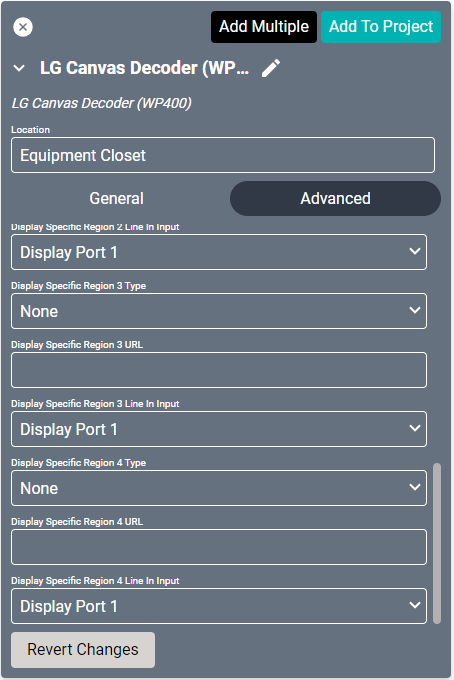 Add Multiple
Add To Project
LG Canvas Decoder (WP...
LG Canvas Decoder (WP400)
Location
Equipment Closet
General
Advanced
Display Specific Region 2 Line In Input
Display Port 1
Display Specific Region 3 Type
None
Display Specific Region 3 URL
Display Specific Region 3 Line In Input
Display Port 1
Display Specific Region 4 Type
None
Display Specific Region 4 URL
Display Specific Region 4 Line In Input
Display Port 1
Revert Changes